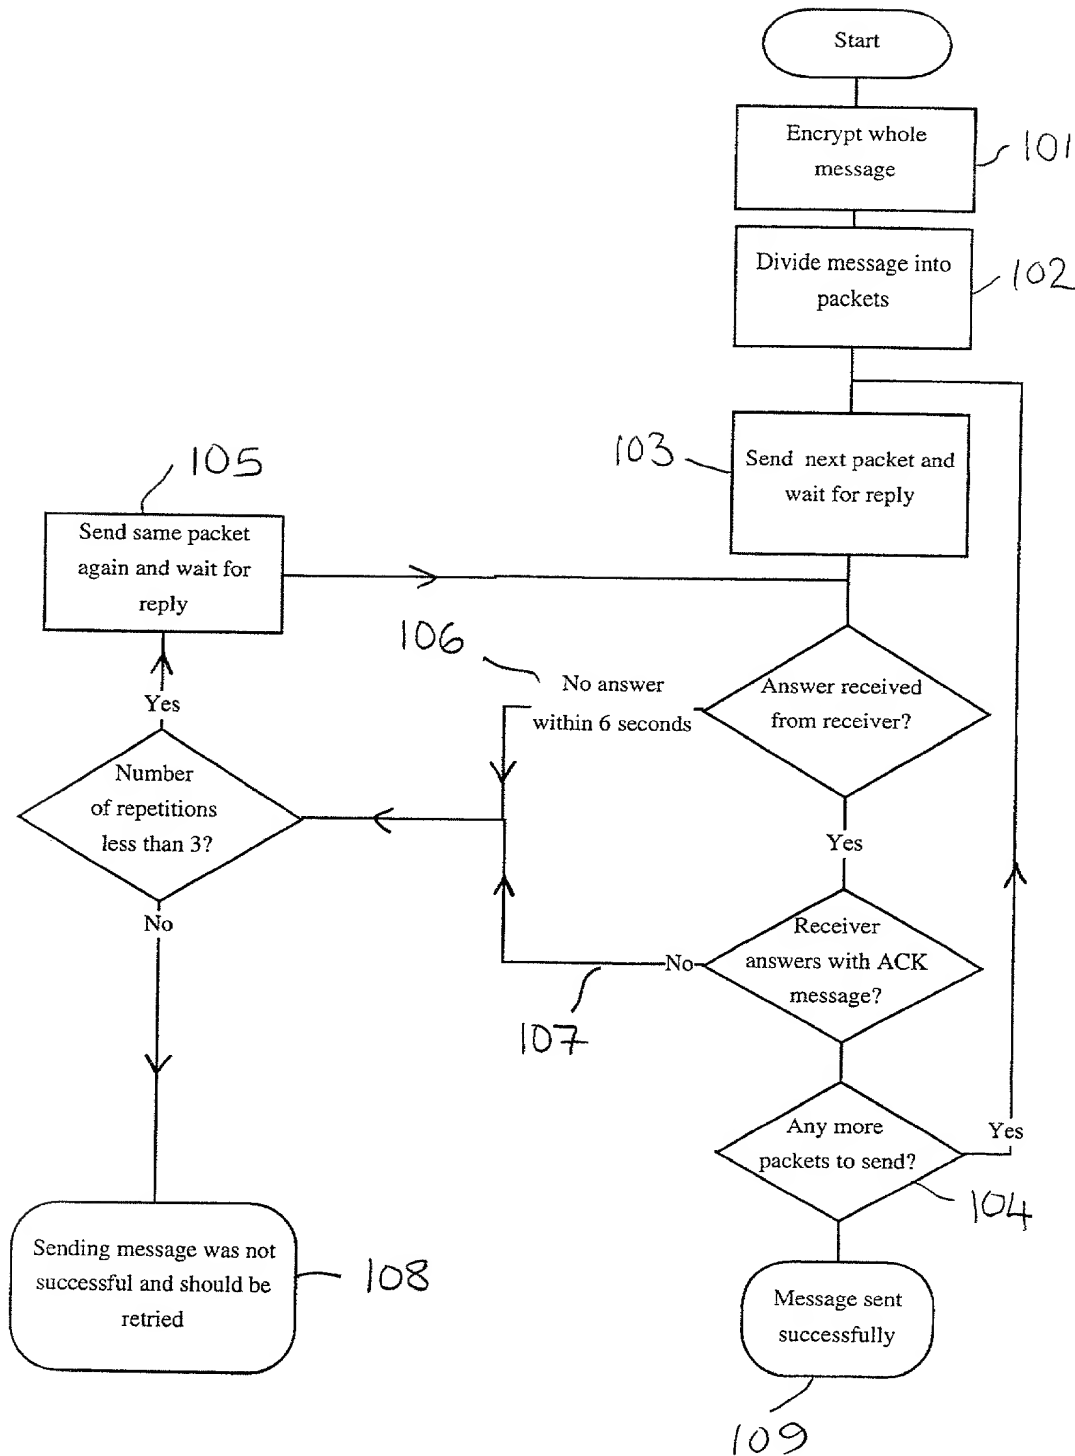 Start
Encrypt whole
message
101
Divide message into
packets
102
103
Send next packet and
wait for reply
105
Send same packet
again and wait for
reply
106
No answer
within 6 seconds
Answer received
from receiver?
Yes
Number
of repetitions
less than 3?
Yes
No
Receiver
answers with ACK
message?
No
107
Any more
packets to send?
Yes
104
Sending message was not
successful and should be
retried
108
Message sent
successfully
109